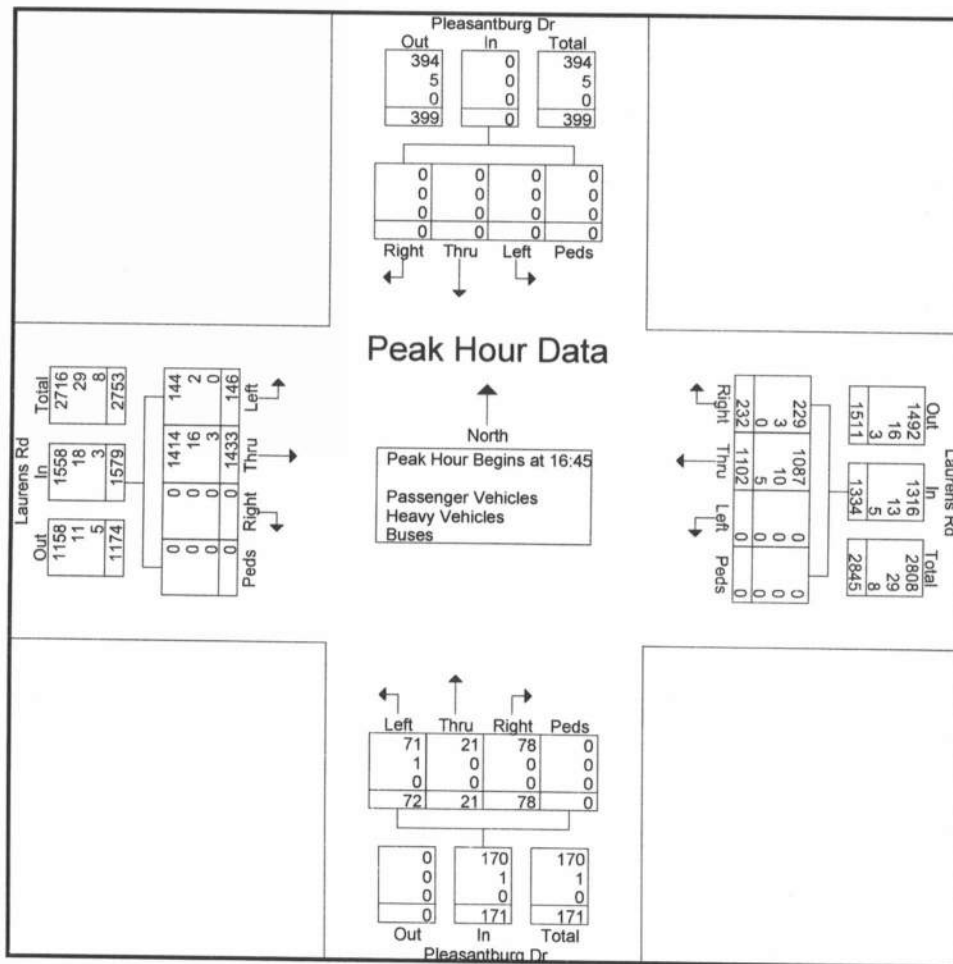 Pleasantburg Dr
Out In Total
394 0 394
5 0 5
0 0 0
399 0 399
0 0 0 0
0 0 0 0
0 0 0 0
0 0 0 0
Right Thru Left Peds
Peak Hour Data
North
Peak Hour Begins at 16:45
Passenger Vehicles
Heavy Vehicles
Buses
Laurens Rd
Out In Total
1158 1558 2716
11 18 29
5 3 8
1174 1579 2753
0 0 1414 144
0 0 16 2
0 0 3 0
0 0 1433 146
Peds Right Thru Left
Laurens Rd
Out In Total
1492 1316 2808
16 13 29
3 5 8
1511 1334 2845
229 1087 0 0
3 10 0 0
0 5 0 0
232 1102 0 0
Right Thru Left Peds
Left Thru Right Peds
71 21 78 0
1 0 0 0
0 0 0 0
72 21 78 0
0 170 170
0 1 1
0 0 0
0 171 171
Out In Total
Pleasantburg Dr